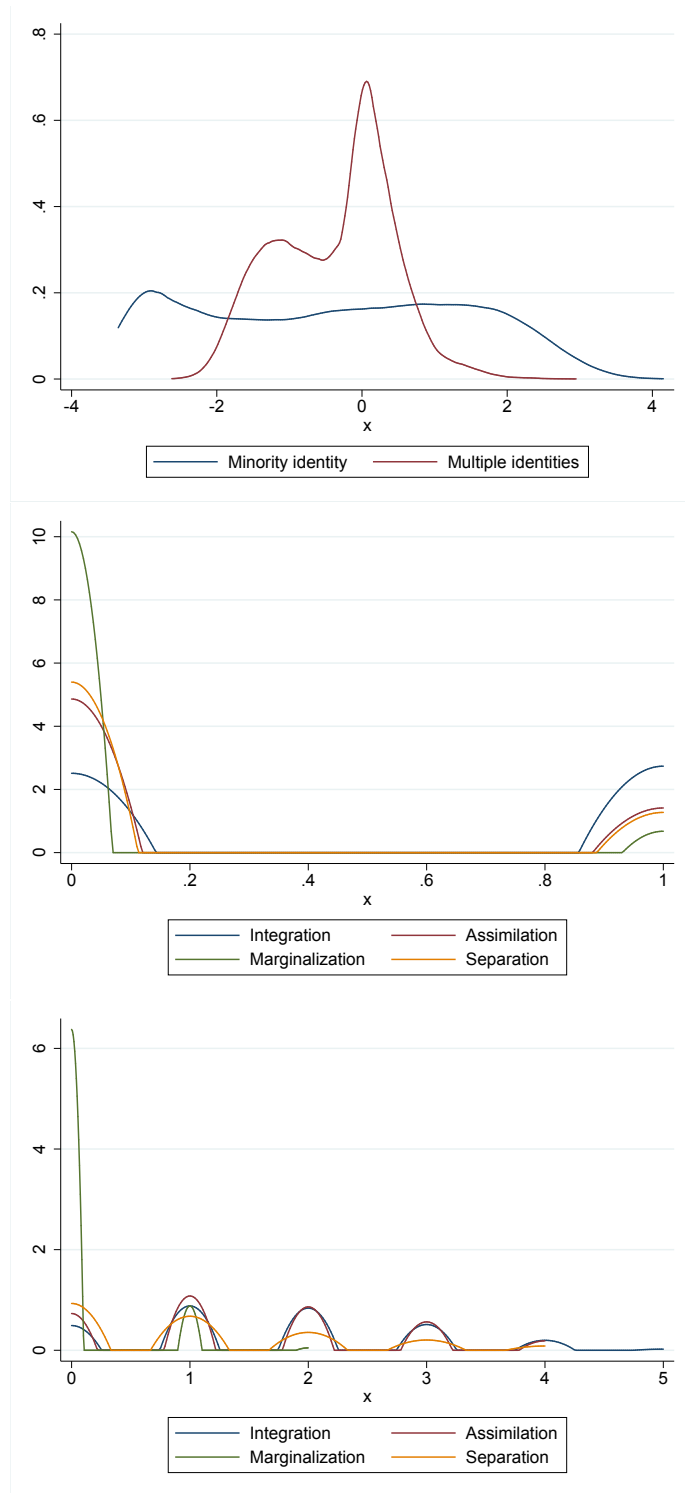 .8
.6
.4
.2
0
-4 -2 0 2 4
x
Minority identity Multiple identities
10
8
6
4
2
0
0 .2 .4 .6 .8 1
x
Integration Assimilation
Marginalization Separation
6
4
2
0
0 1 2 3 4 5
x
Integration Assimilation
Marginalization Separation